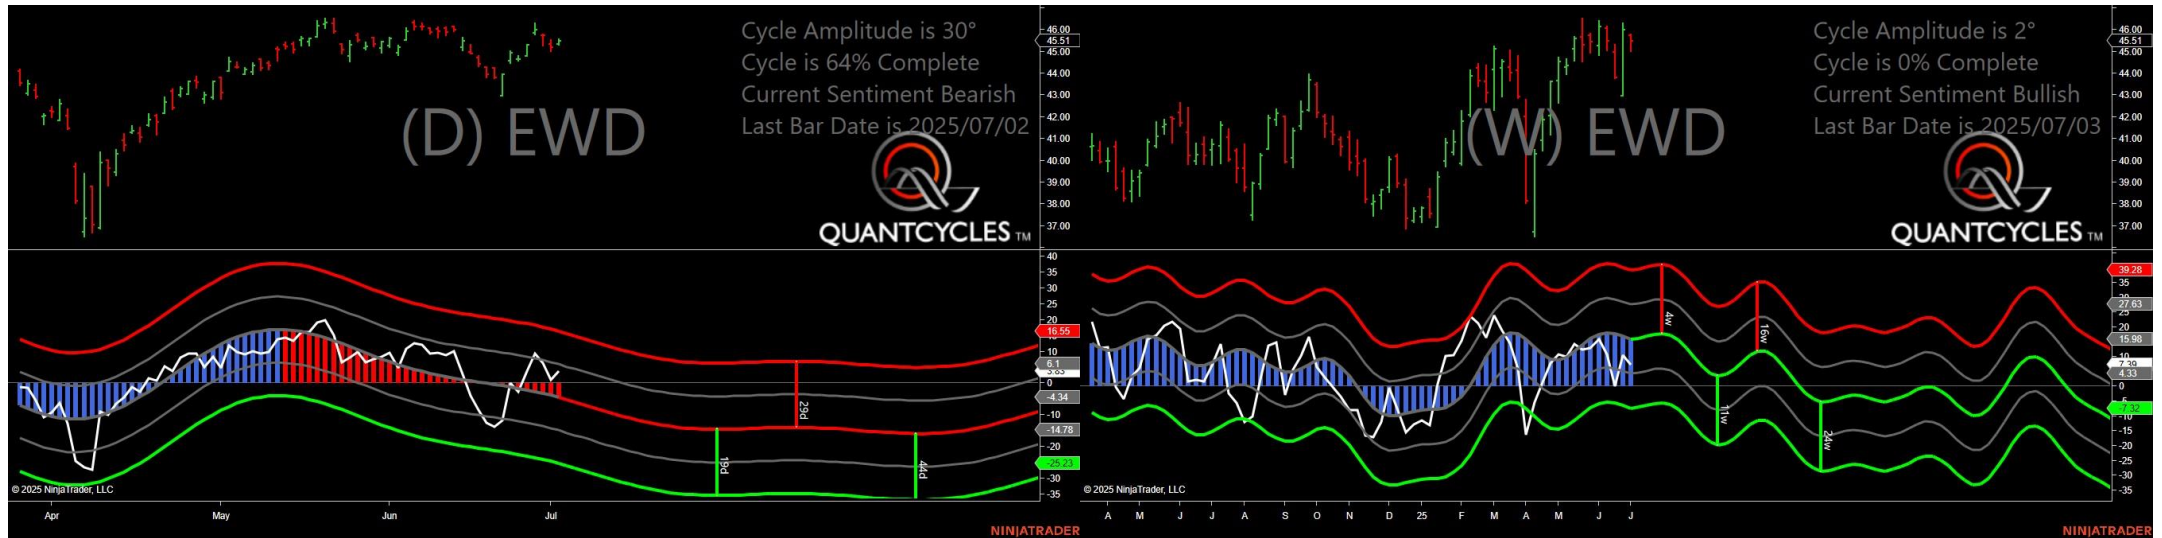 Cycle Amplitude is 30°
Cycle is 64% Complete
Current Sentiment Bearish
Last Bar Date is 2025/07/02
(D) EWD
QUANTCYCLES TM
46.00
45.51
45.00
44.00
43.00
42.00
41.00
40.00
39.00
38.00
37.00
40
35
30
25
20
16.55
10
6.1
3.83
0
-4.34
-10
-14.78
-20
-25.23
-30
-35
29d
19d
44d
© 2025 NinjaTrader, LLC
Apr
May
Jun
Jul
NINJATRADER
Cycle Amplitude is 2°
Cycle is 0% Complete
Current Sentiment Bullish
Last Bar Date is 2025/07/03
(W) EWD
QUANTCYCLES TM
46.00
45.51
45.00
44.00
43.00
42.00
41.00
40.00
39.00
38.00
37.00
39.28
35
27.63
25
20
15.98
10
7.39
4.33
0
-7.32
-15
-20
-25
-30
-35
4w
16w
11w
24w
© 2025 NinjaTrader, LLC
A M J J A S O N D 25 F M A M J J
NINJATRADER